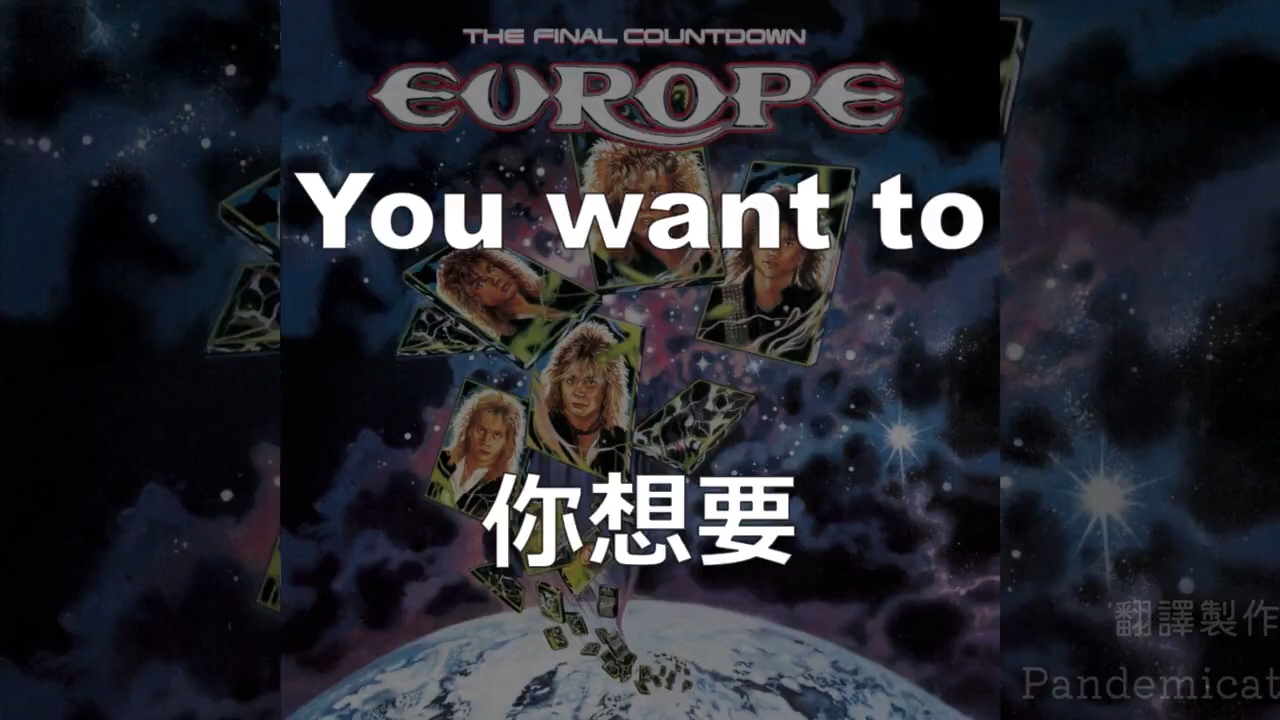 THE FINAL COUNTDOWN
EUROPE
You want to
你想要
翻譯製作
Pandemicat